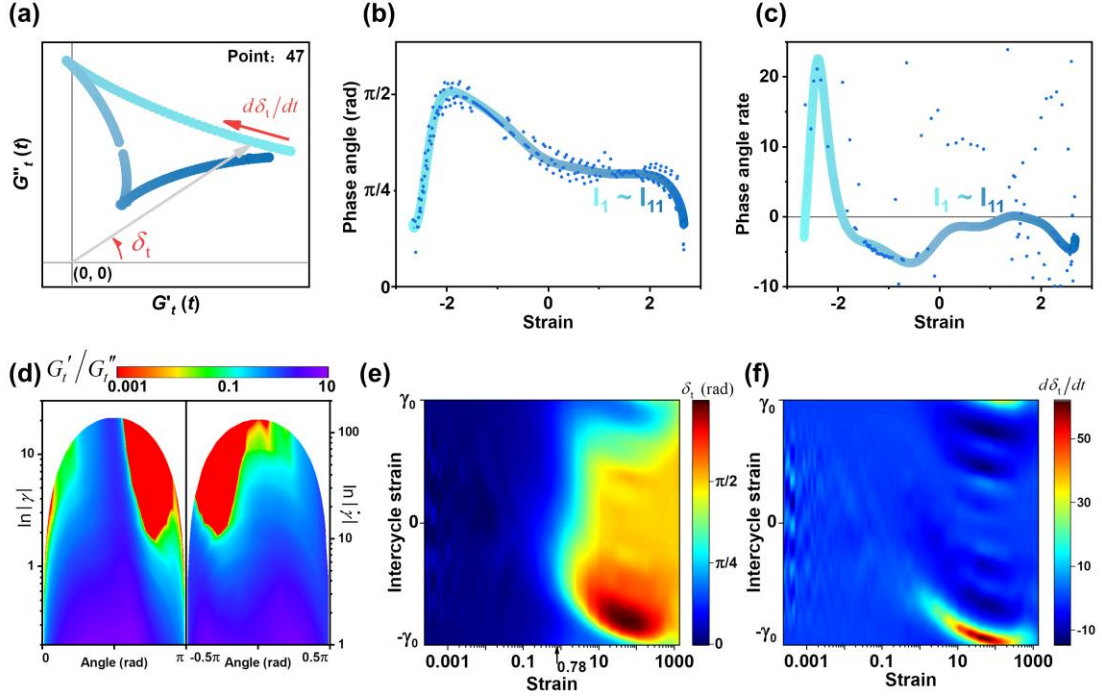 (a)
Point: 47
dδt/dt
G''t (t)
δt
(0, 0)
G't (t)
(b)
Phase angle (rad)
π/2
π/4
0
I1 ~ I11
-2
0
2
Strain
(c)
Phase angle rate
20
10
0
-10
I1 ~ I11
-2
0
2
Strain
(d)
G't/G''t
0.001
0.1
10
ln|γ|
10
1
ln|γ̇|
100
10
1
0
Angle (rad)
π
-0.5π
Angle (rad)
0.5π
(e)
δt (rad)
Intercycle strain
γ0
0
-γ0
π/2
π/4
0
0.001
0.1
0.78
10
1000
Strain
(f)
dδt/dt
Intercycle strain
γ0
0
-γ0
50
30
10
-10
0.001
0.1
10
1000
Strain